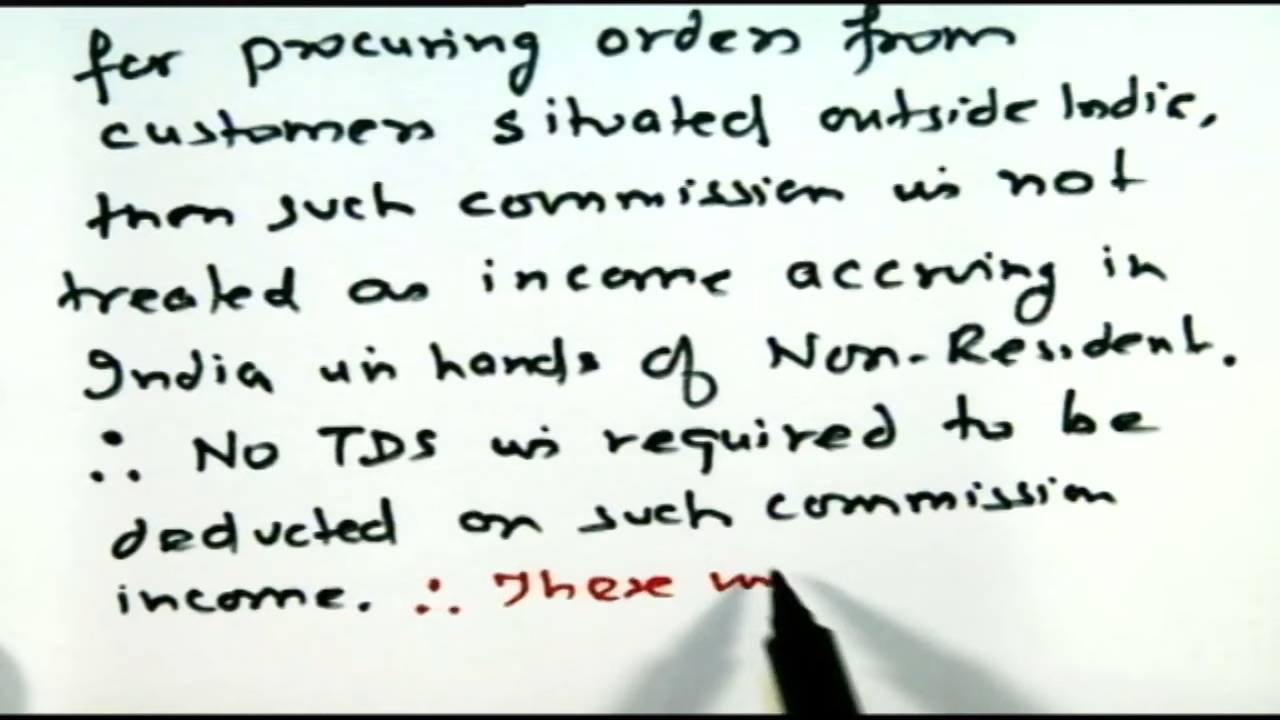 for procuring orders from
customers situated outside India,
then such commission is not
treated as income accruing in
India in hands of Non-Resident.
∴ No TDS is required to be
deducted on such commission
income. ∴ There